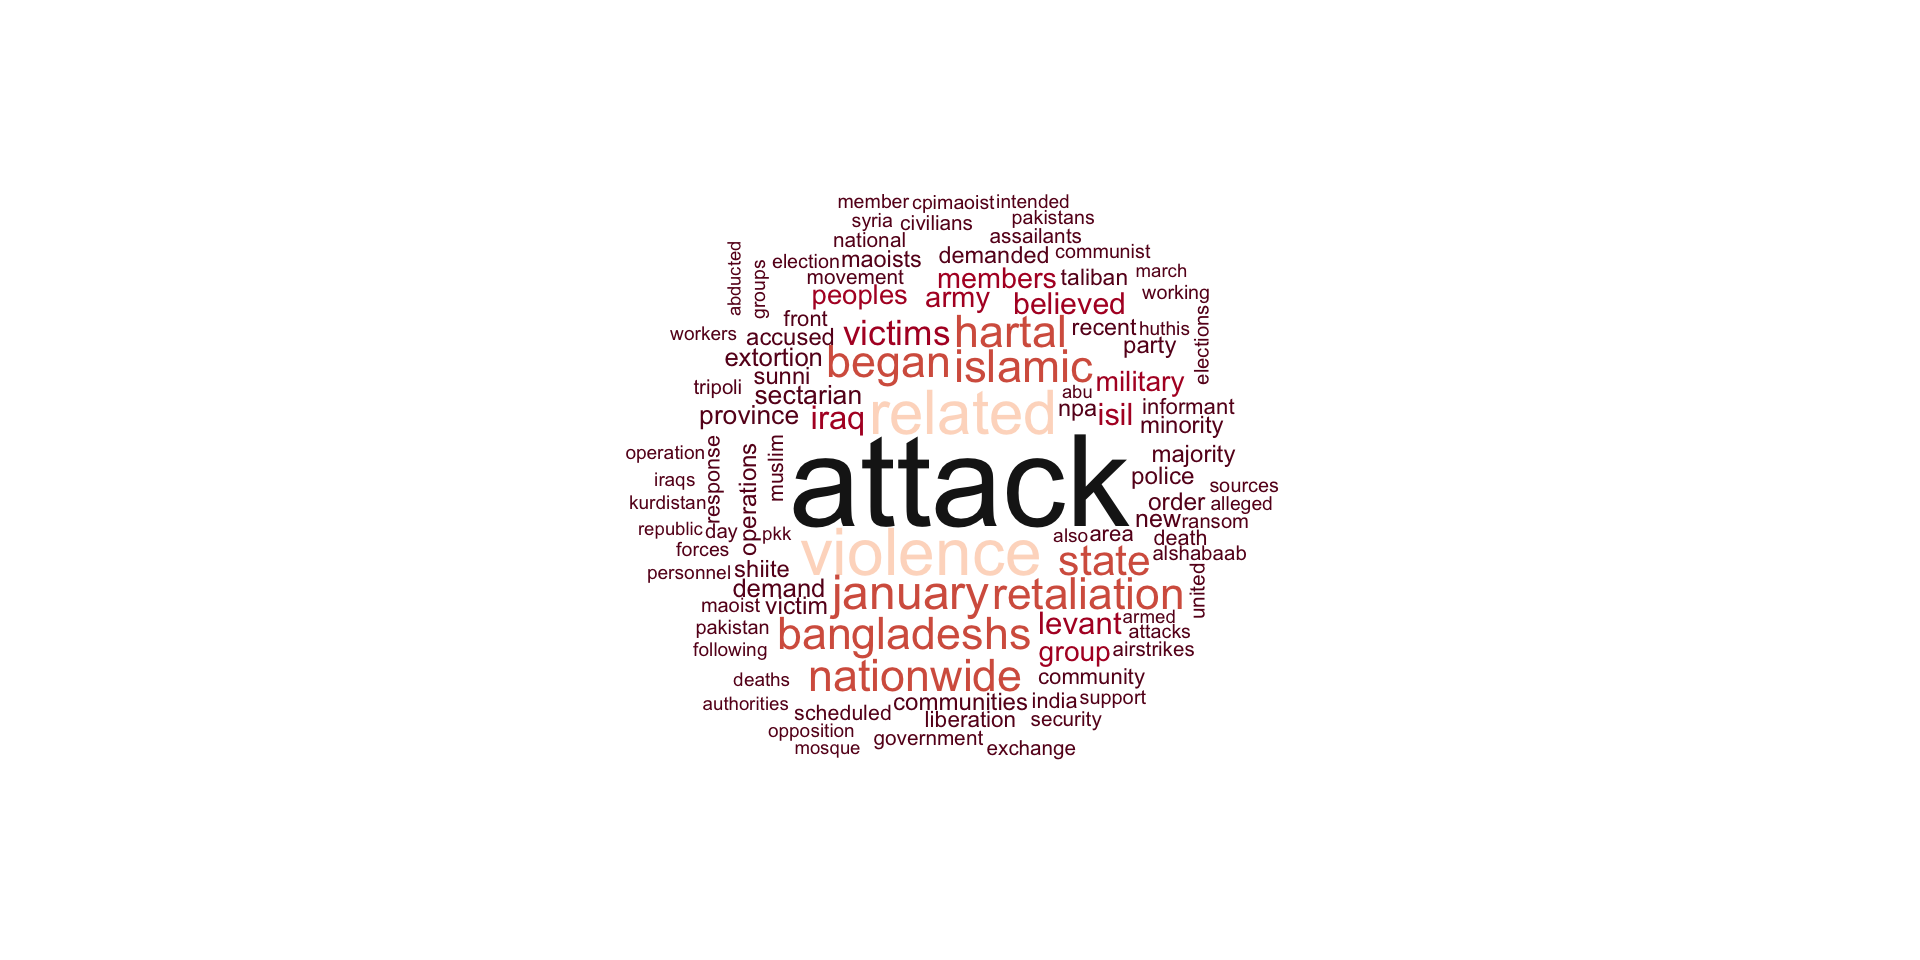 member cpimaoist intended
syria civilians pakistans
national assailants
abducted groups election maoists demanded communist
movement members taliban march
peoples army believed working
workers front victims hartal recent huthis elections
accused party
extortion began islamic
tripoli sunni military
sectarian abu
province iraq related npa isil informant
minority
operation response operations muslim attack majority
iraqs police sources
kurdistan order alleged
republic day pkk new ransom
forces violence also area death
personnel shiite state alshabaab
demand january retaliation united
maoist victim
pakistan bangladeshs levant armed
attacks
following group airstrikes
deaths nationwide community
authorities communities india support
scheduled liberation security
opposition government
mosque exchange